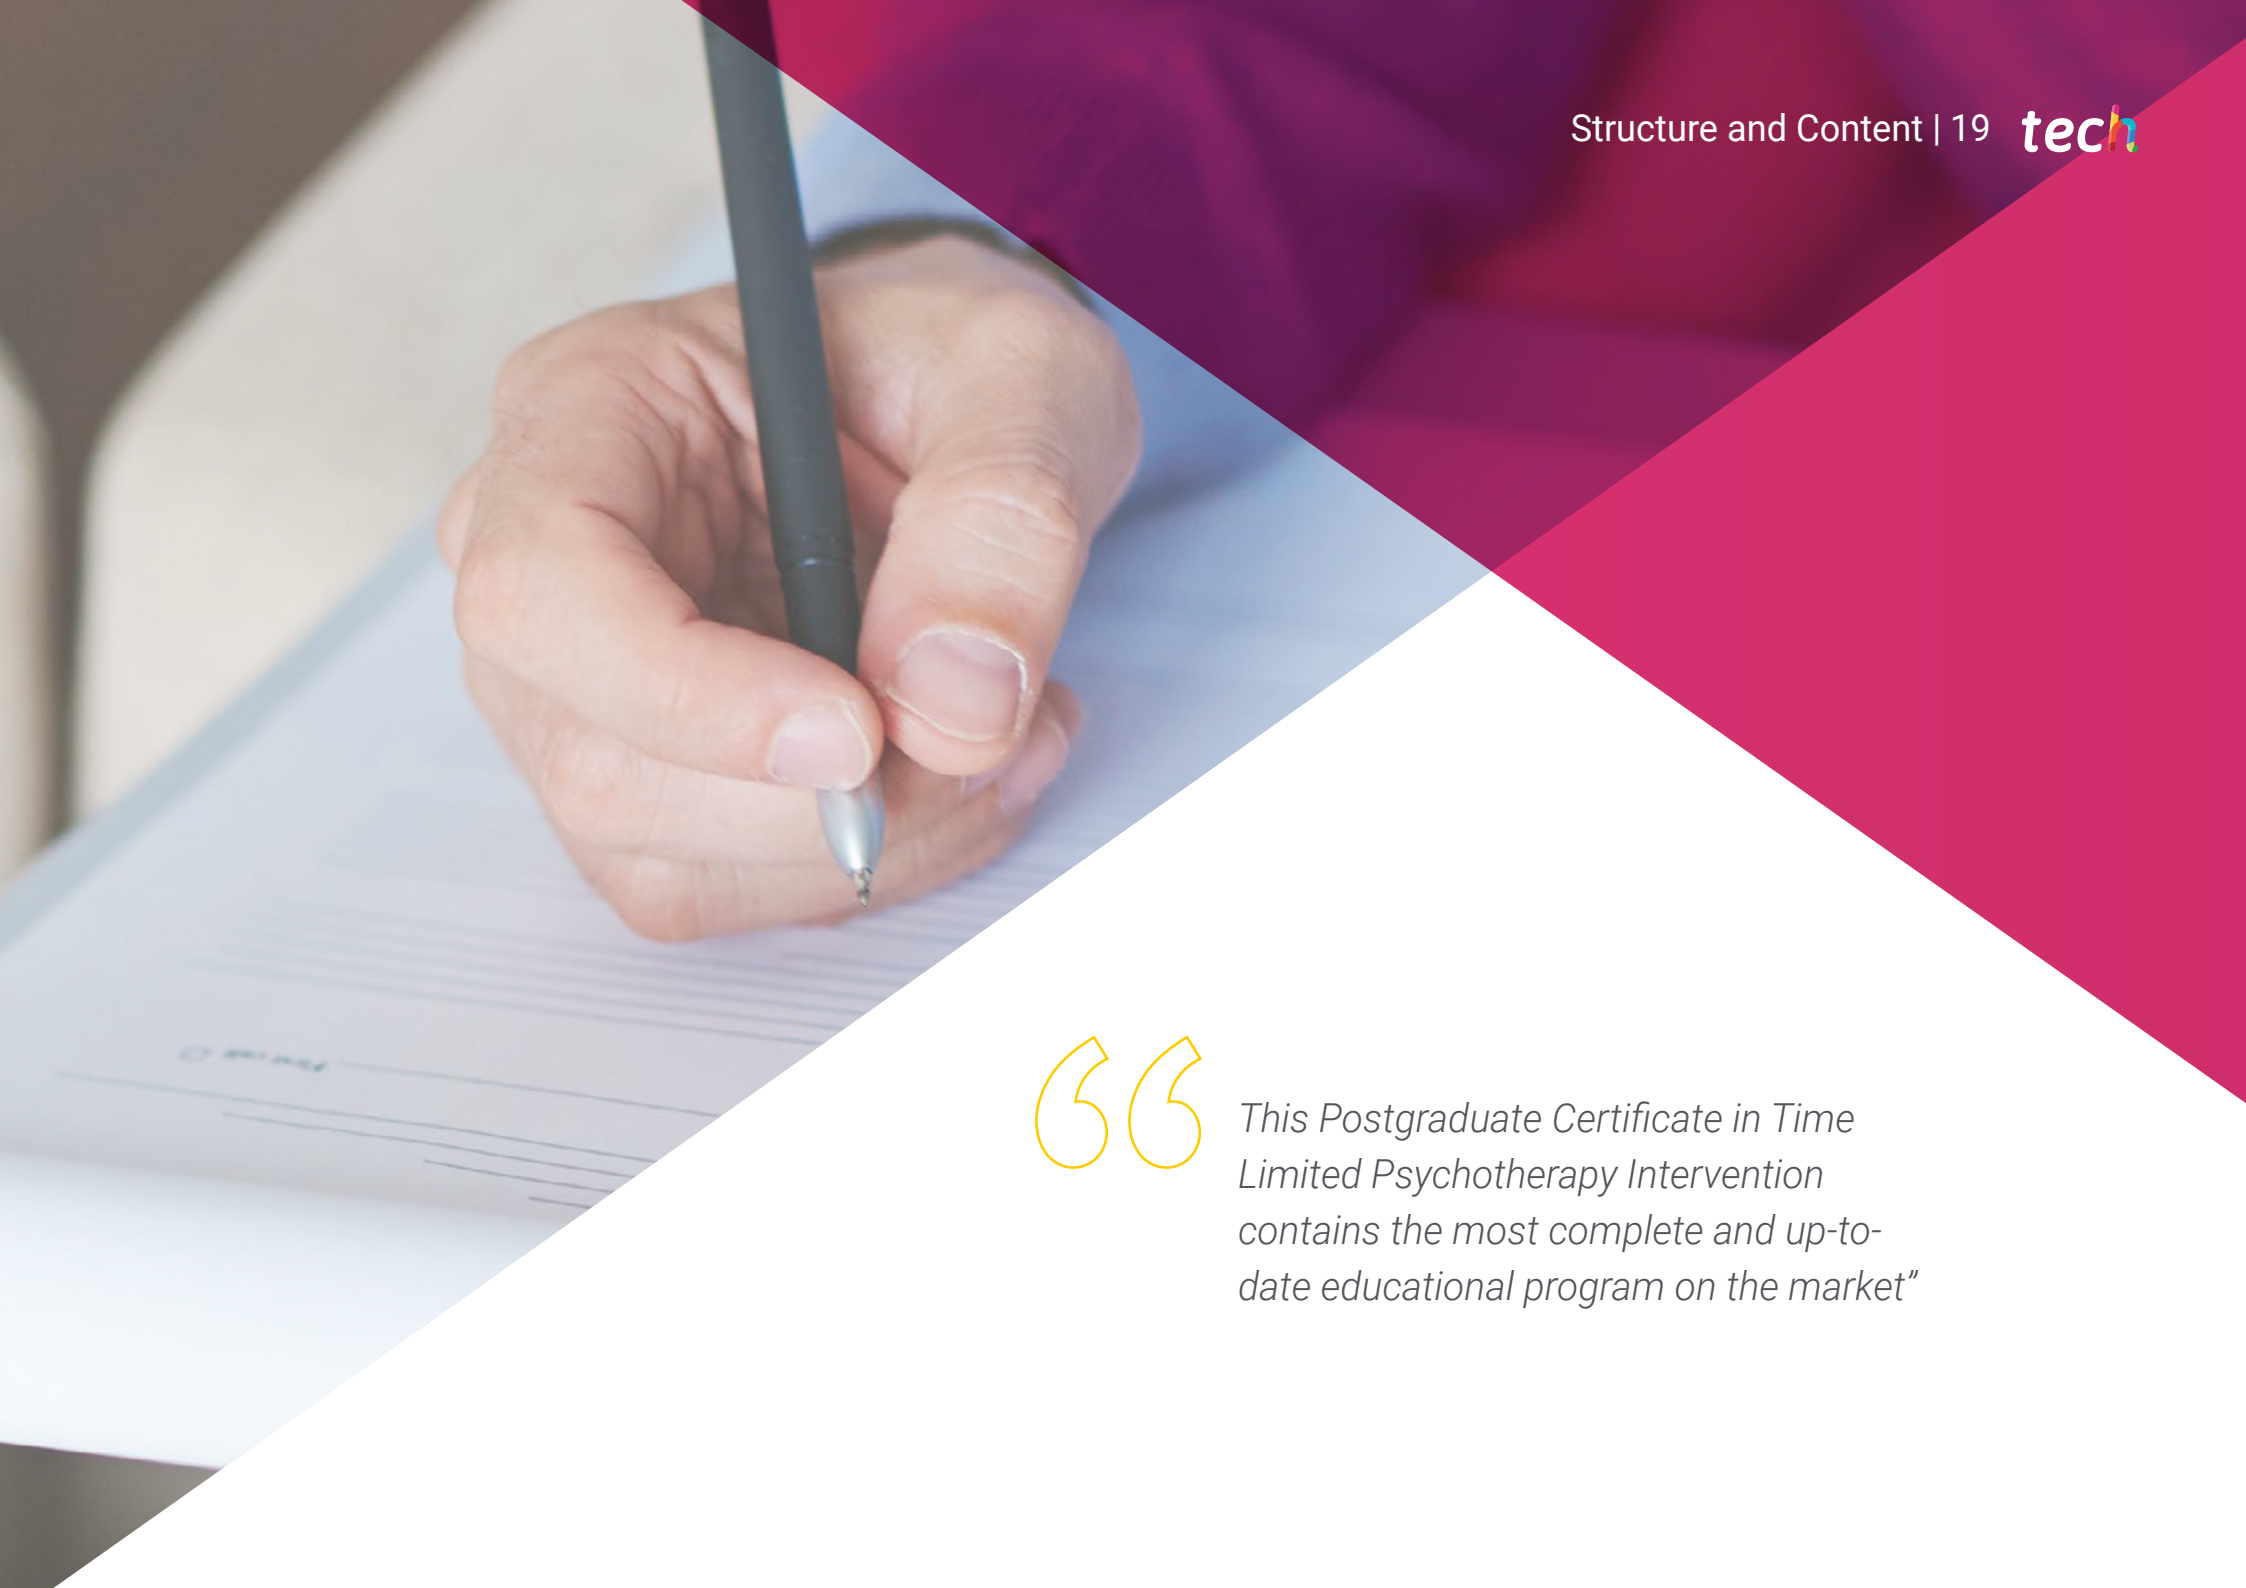 Structure and Content | 19 tech
This Postgraduate Certificate in Time
Limited Psychotherapy Intervention
contains the most complete and up-to-
date educational program on the market”